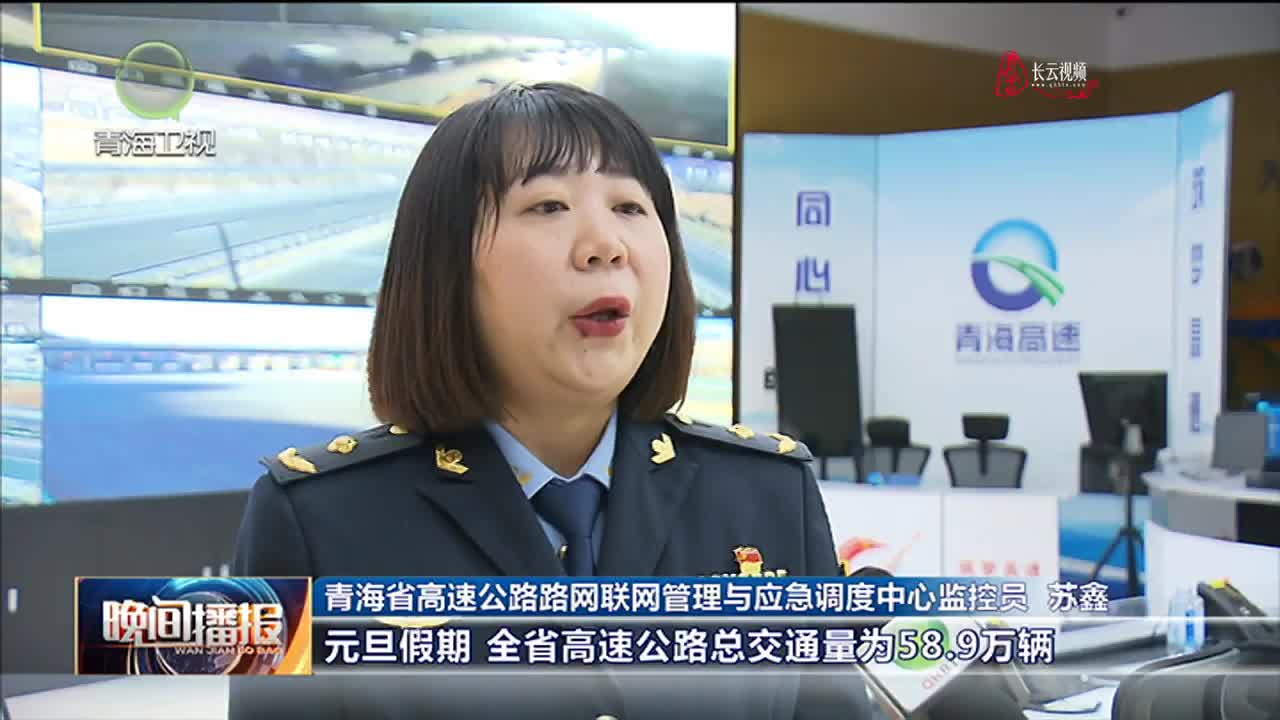 青海卫视
长云视频
www.qhbtv.com
同心
青海高速
青海省高速公路路网联网管理与应急调度中心监控员 苏鑫
晚间播报
WAN JIAN BO BAO
元旦假期 全省高速公路总交通量为58.9万辆